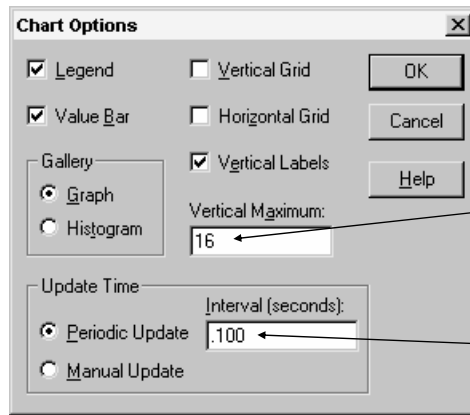 Chart Options
Legend
Vertical Grid
OK
Value Bar
Horizontal Grid
Cancel
Gallery
Vertical Labels
Help
Graph
Histogram
Vertical Maximum:
16
Update Time
Interval (seconds):
Periodic Update
.100
Manual Update